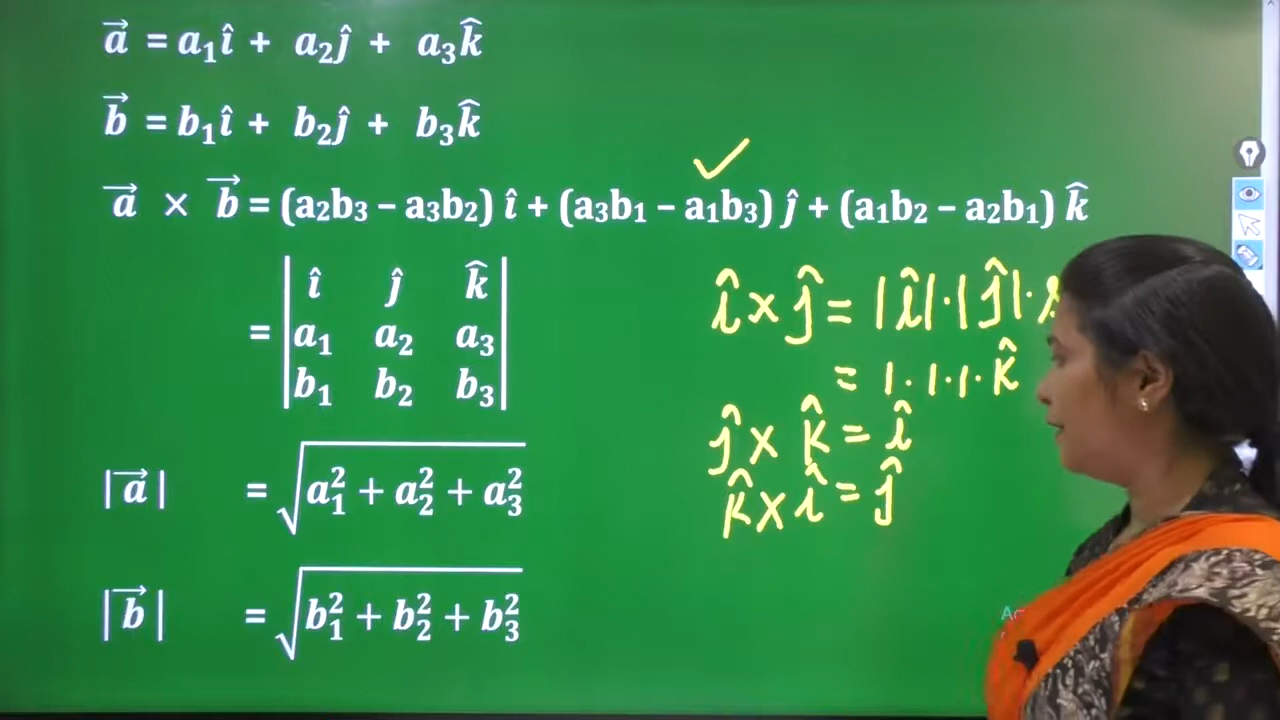 a⃗ = a₁î + a₂ĵ + a₃k̂
b⃗ = b₁î + b₂ĵ + b₃k̂
a⃗ × b⃗ = (a₂b₃ − a₃b₂) î + (a₃b₁ − a₁b₃) ĵ + (a₁b₂ − a₂b₁) k̂
= | î ĵ k̂ |
| a₁ a₂ a₃ |
| b₁ b₂ b₃ |
|a⃗| = √(a₁² + a₂² + a₃²)
|b⃗| = √(b₁² + b₂² + b₃²)
✓
î × ĵ = |î|·|ĵ|·
= 1·1·1·k̂
ĵ × k̂ = î
k̂ × î = ĵ